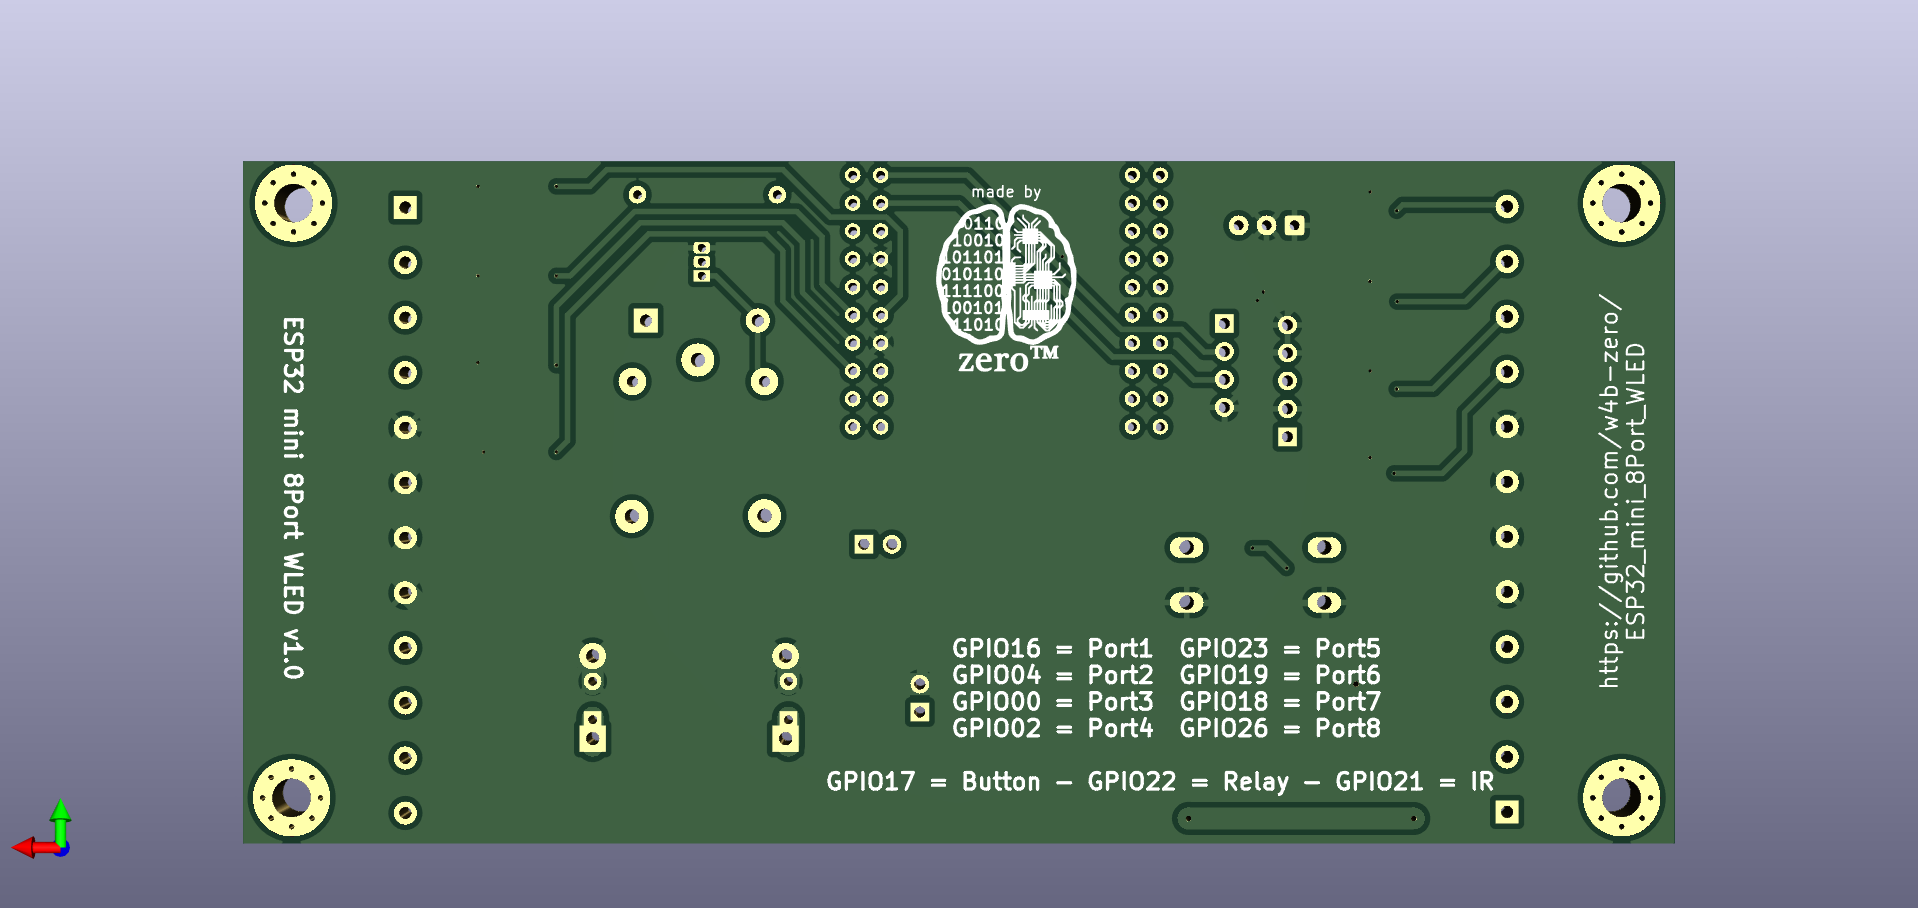 made by
0110
10010
101101
010110
111100
100101
11010
zero™
ESP32 mini 8Port WLED v1.0
https://github.com/w4b-zero/
ESP32_mini_8Port_WLED
GPIO16 = Port1 GPIO23 = Port5
GPIO04 = Port2 GPIO19 = Port6
GPIO00 = Port3 GPIO18 = Port7
GPIO02 = Port4 GPIO26 = Port8
GPIO17 = Button - GPIO22 = Relay - GPIO21 = IR